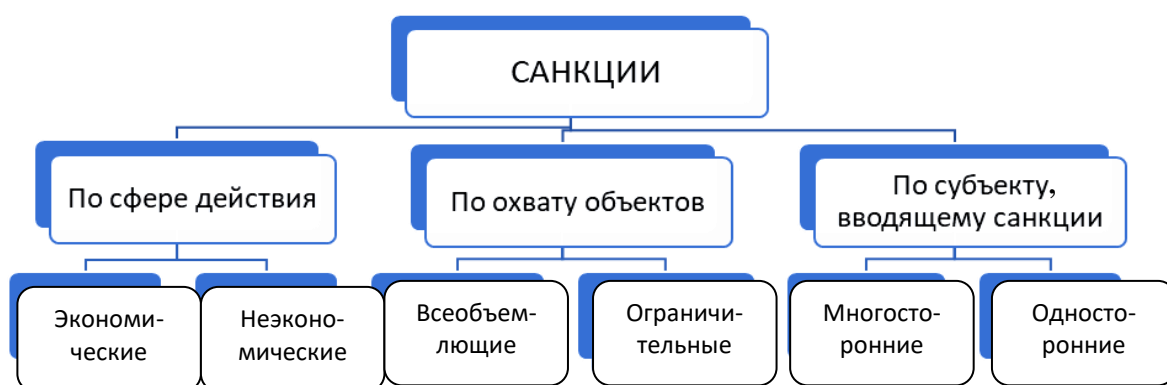 САНКЦИИ
По сфере действия
По охвату объектов
По субъекту,
вводящему санкции
Экономи-
ческие
Неэконо-
мические
Всеобъем-
лющие
Ограничи-
тельные
Многосто-
ронние
Односто-
ронние